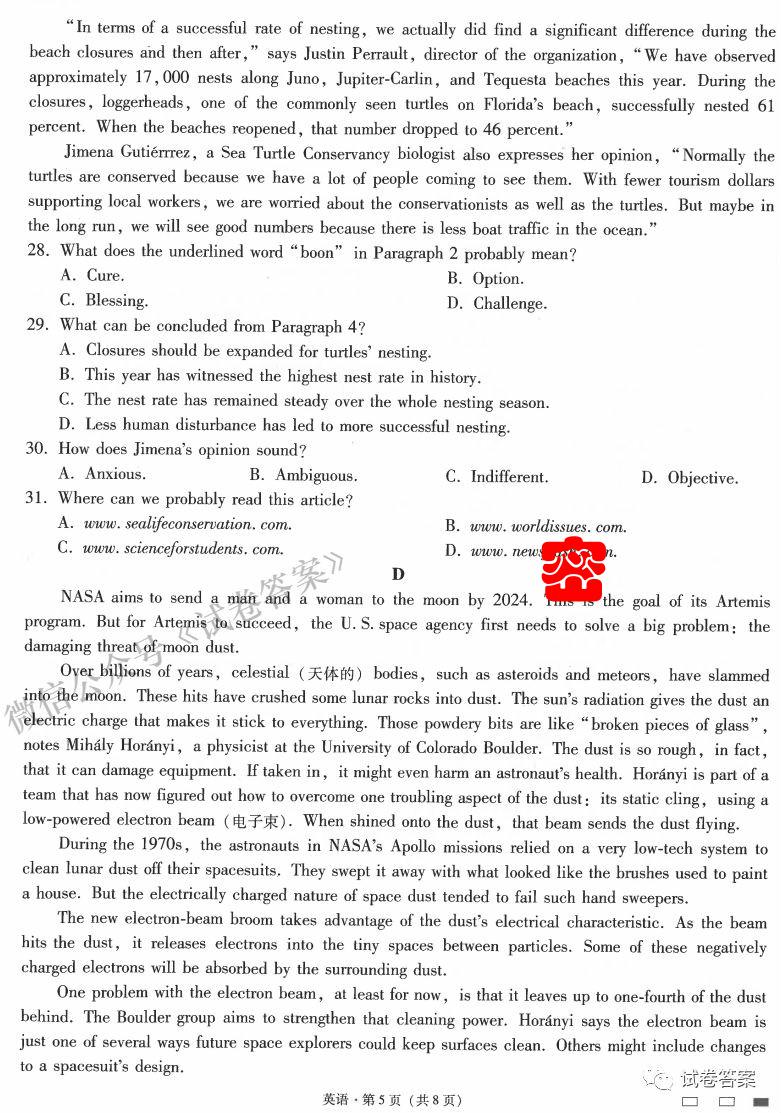 “In terms of a successful rate of nesting, we actually did find a significant difference during the
beach closures and then after,” says Justin Perrault, director of the organization, “We have observed
approximately 17,000 nests along Juno, Jupiter-Carlin, and Tequesta beaches this year. During the
closures, loggerheads, one of the commonly seen turtles on Florida's beach, successfully nested 61
percent. When the beaches reopened, that number dropped to 46 percent.”
Jimena Gutiérrrez, a Sea Turtle Conservancy biologist also expresses her opinion, “Normally the
turtles are conserved because we have a lot of people coming to see them. With fewer tourism dollars
supporting local workers, we are worried about the conservationists as well as the turtles. But maybe in
the long run, we will see good numbers because there is less boat traffic in the ocean.”
28. What does the underlined word “boon” in Paragraph 2 probably mean?
A. Cure. B. Option.
C. Blessing. D. Challenge.
29. What can be concluded from Paragraph 4?
A. Closures should be expanded for turtles' nesting.
B. This year has witnessed the highest nest rate in history.
C. The nest rate has remained steady over the whole nesting season.
D. Less human disturbance has led to more successful nesting.
30. How does Jimena's opinion sound?
A. Anxious. B. Ambiguous. C. Indifferent. D. Objective.
31. Where can we probably read this article?
A. www.sealifeconservation.com. B. www.worldissues.com.
C. www.scienceforstudents.com. D. www.
D
NASA aims to send a man and a woman to the moon by 2024. This is the goal of its Artemis
program. But for Artemis to succeed, the U.S. space agency first needs to solve a big problem: the
damaging threat of moon dust.
Over billions of years, celestial (天体的) bodies, such as asteroids and meteors, have slammed
into the moon. These hits have crushed some lunar rocks into dust. The sun's radiation gives the dust an
electric charge that makes it stick to everything. Those powdery bits are like “broken pieces of glass”,
notes Mihály Horányi, a physicist at the University of Colorado Boulder. The dust is so rough, in fact,
that it can damage equipment. If taken in, it might even harm an astronaut's health. Horányi is part of a
team that has now figured out how to overcome one troubling aspect of the dust: its static cling, using a
low-powered electron beam (电子束). When shined onto the dust, that beam sends the dust flying.
During the 1970s, the astronauts in NASA's Apollo missions relied on a very low-tech system to
clean lunar dust off their spacesuits. They swept it away with what looked like the brushes used to paint
a house. But the electrically charged nature of space dust tended to fail such hand sweepers.
The new electron-beam broom takes advantage of the dust's electrical characteristic. As the beam
hits the dust, it releases electrons into the tiny spaces between particles. Some of these negatively
charged electrons will be absorbed by the surrounding dust.
One problem with the electron beam, at least for now, is that it leaves up to one-fourth of the dust
behind. The Boulder group aims to strengthen that cleaning power. Horányi says the electron beam is
just one of several ways future space explorers could keep surfaces clean. Others might include changes
to a spacesuit's design.
微信公众号《试卷答案》
试卷答案
英语·第5页(共8页)